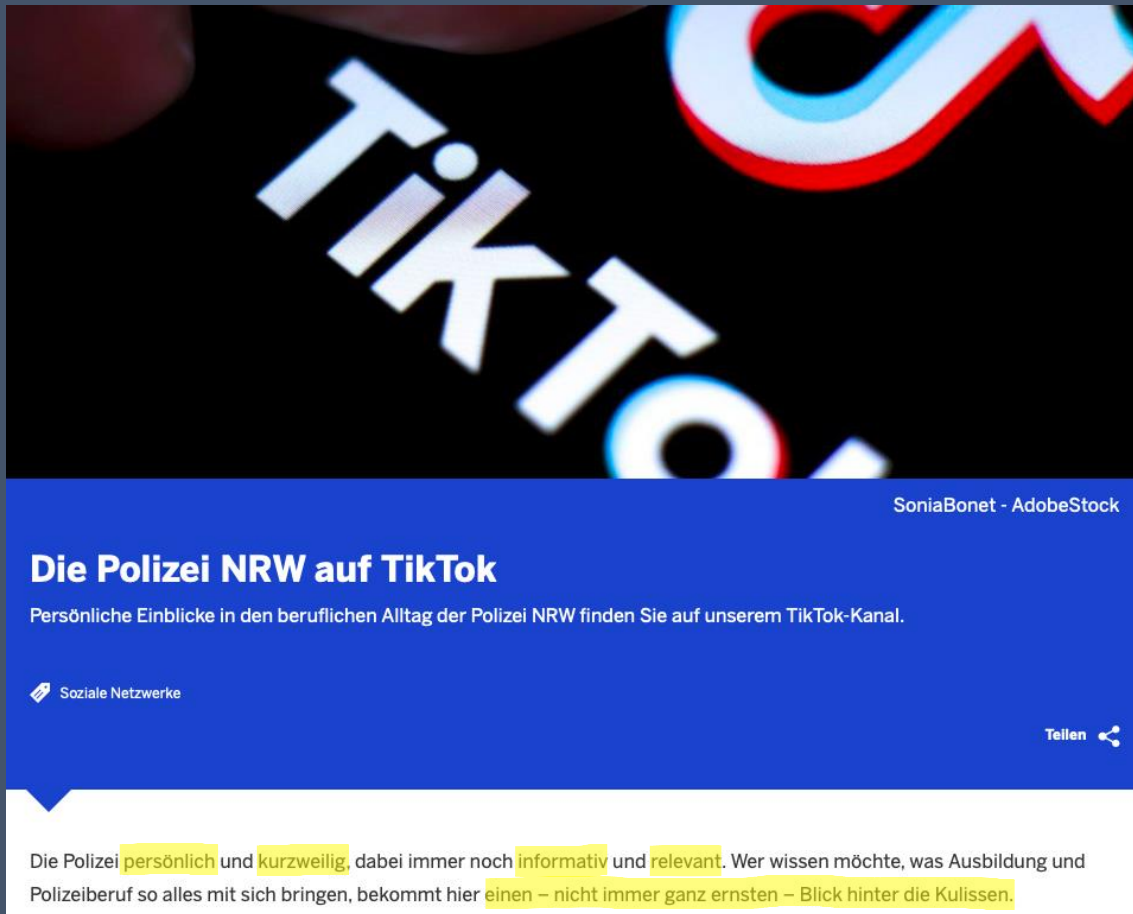 TikTo
SoniaBonet - AdobeStock
Die Polizei NRW auf TikTok
Persönliche Einblicke in den beruflichen Alltag der Polizei NRW finden Sie auf unserem TikTok-Kanal.
Soziale Netzwerke
Teilen
Die Polizei persönlich und kurzweilig, dabei immer noch informativ und relevant. Wer wissen möchte, was Ausbildung und
Polizeiberuf so alles mit sich bringen, bekommt hier einen – nicht immer ganz ernsten – Blick hinter die Kulissen.